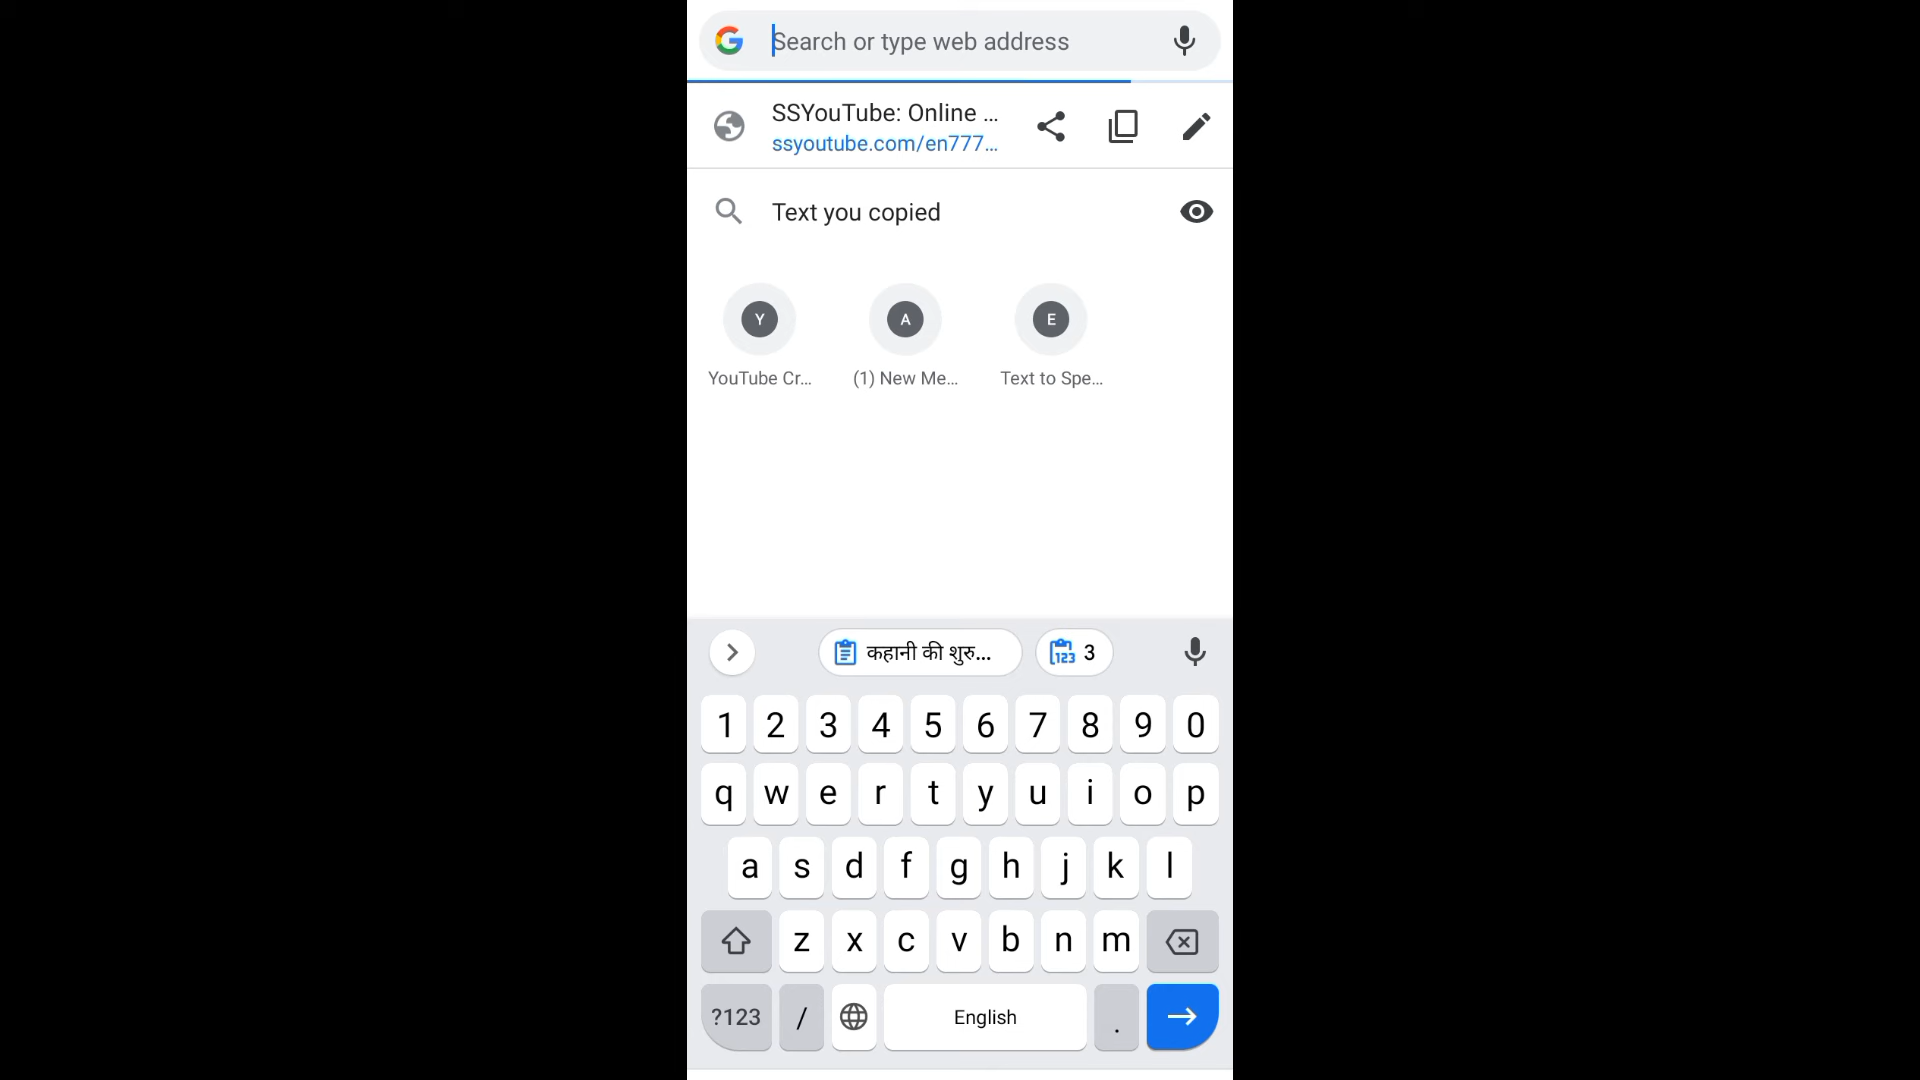 Search or type web address
SSYouTube: Online ...
ssyoutube.com/en777...
Text you copied
Y A E
YouTube Cr... (1) New Me... Text to Spe...
कहानी की शुरु... 123 3
1 2 3 4 5 6 7 8 9 0
q w e r t y u i o p
a s d f g h j k l
z x c v b n m
?123 / English .